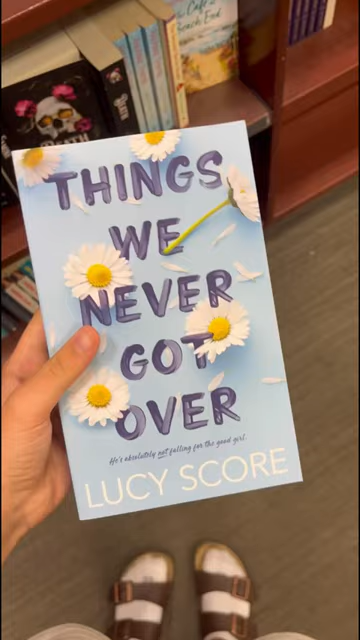 THINGS
WE
NEVER
GOT
OVER
He's absolutely not falling for the good girl.
LUCY SCORE